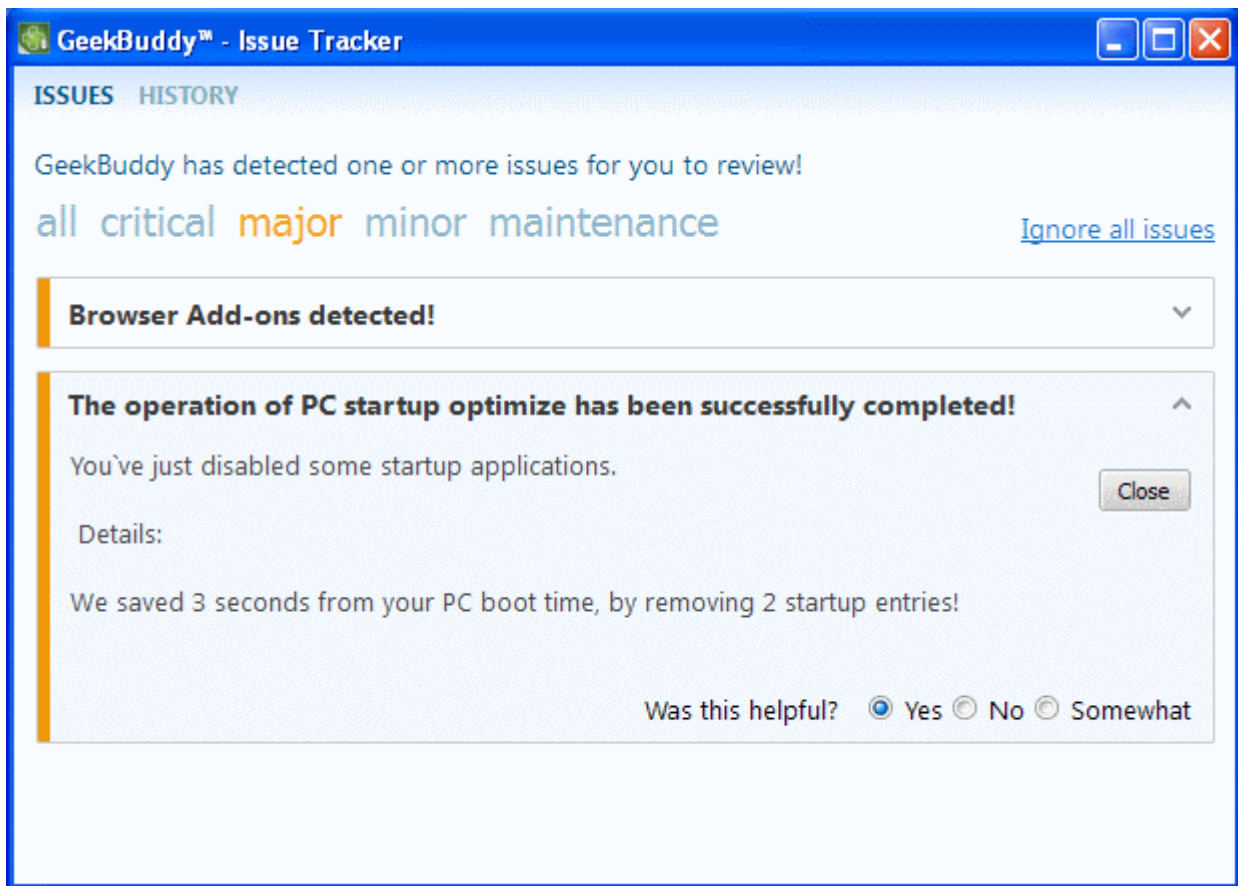 GeekBuddy™ - Issue Tracker
ISSUES HISTORY
GeekBuddy has detected one or more issues for you to review!
all critical major minor maintenance
Ignore all issues
Browser Add-ons detected!
The operation of PC startup optimize has been successfully completed!
You`ve just disabled some startup applications.
Close
Details:
We saved 3 seconds from your PC boot time, by removing 2 startup entries!
Was this helpful? Yes No Somewhat